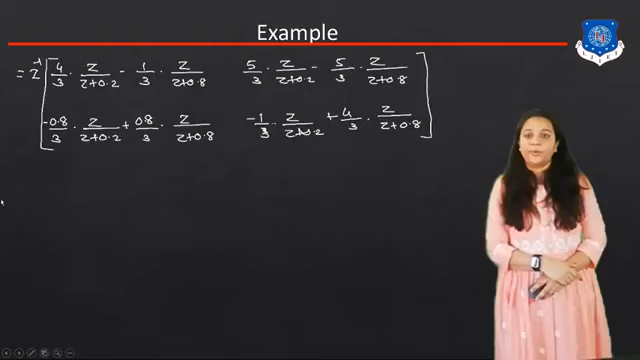 Example
= Z⁻¹ [ 4/3 · Z/Z+0.2 − 1/3 · Z/Z+0.8    5/3 · Z/Z+0.2 − 5/3 · Z/Z+0.8
−0.8/3 · Z/Z+0.2 + 0.8/3 · Z/Z+0.8    −1/3 · Z/Z+0.2 + 4/3 · Z/Z+0.8 ]